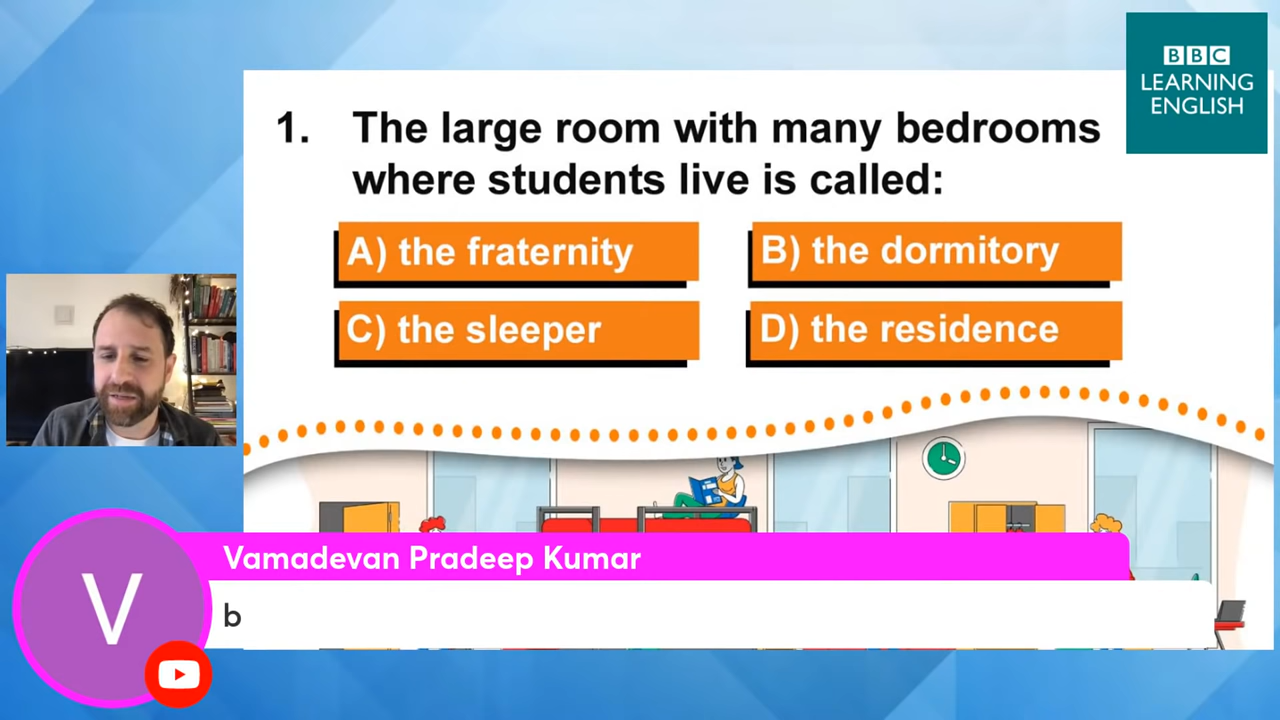 BBC
LEARNING
ENGLISH
1. The large room with many bedrooms
where students live is called:
A) the fraternity
B) the dormitory
C) the sleeper
D) the residence
Vamadevan Pradeep Kumar
V
b